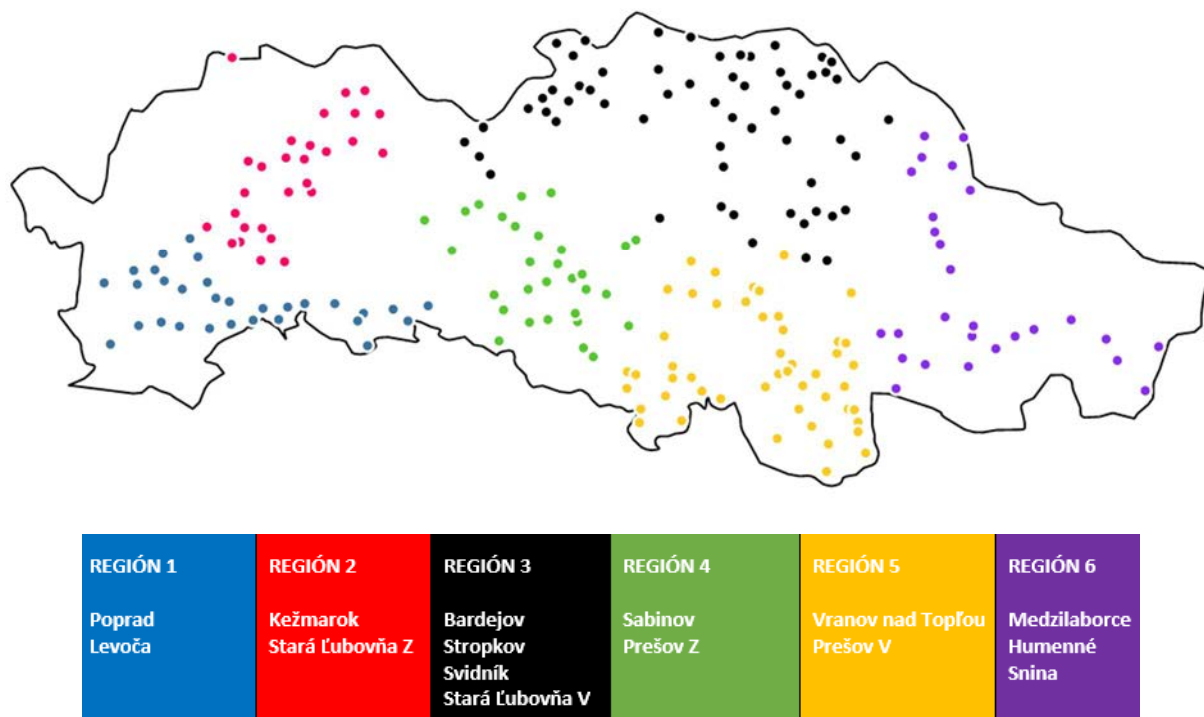 REGIÓN 1
Poprad
Levoča
REGIÓN 2
Kežmarok
Stará Ľubovňa Z
REGIÓN 3
Bardejov
Stropkov
Svidník
Stará Ľubovňa V
REGIÓN 4
Sabinov
Prešov Z
REGIÓN 5
Vranov nad Topľou
Prešov V
REGIÓN 6
Medzilaborce
Humenné
Snina